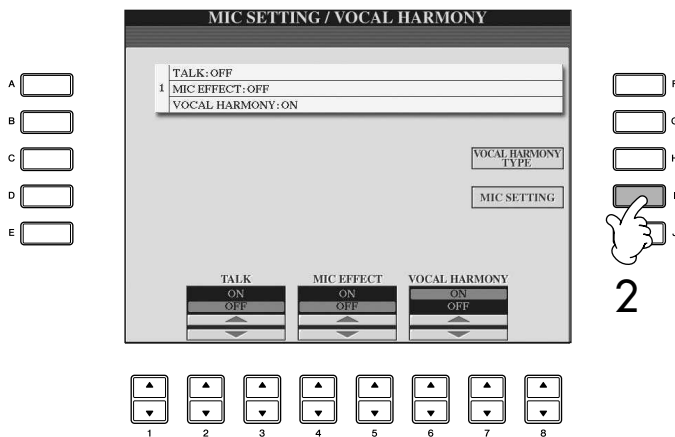 MIC SETTING / VOCAL HARMONY
TALK:OFF
1 MIC EFFECT:OFF
VOCAL HARMONY:ON
A
B
C
D
E
VOCAL HARMONY
TYPE
MIC SETTING
F
G
H
I
J
2
TALK MIC EFFECT VOCAL HARMONY
ON ON ON
OFF OFF OFF
1 2 3 4 5 6 7 8